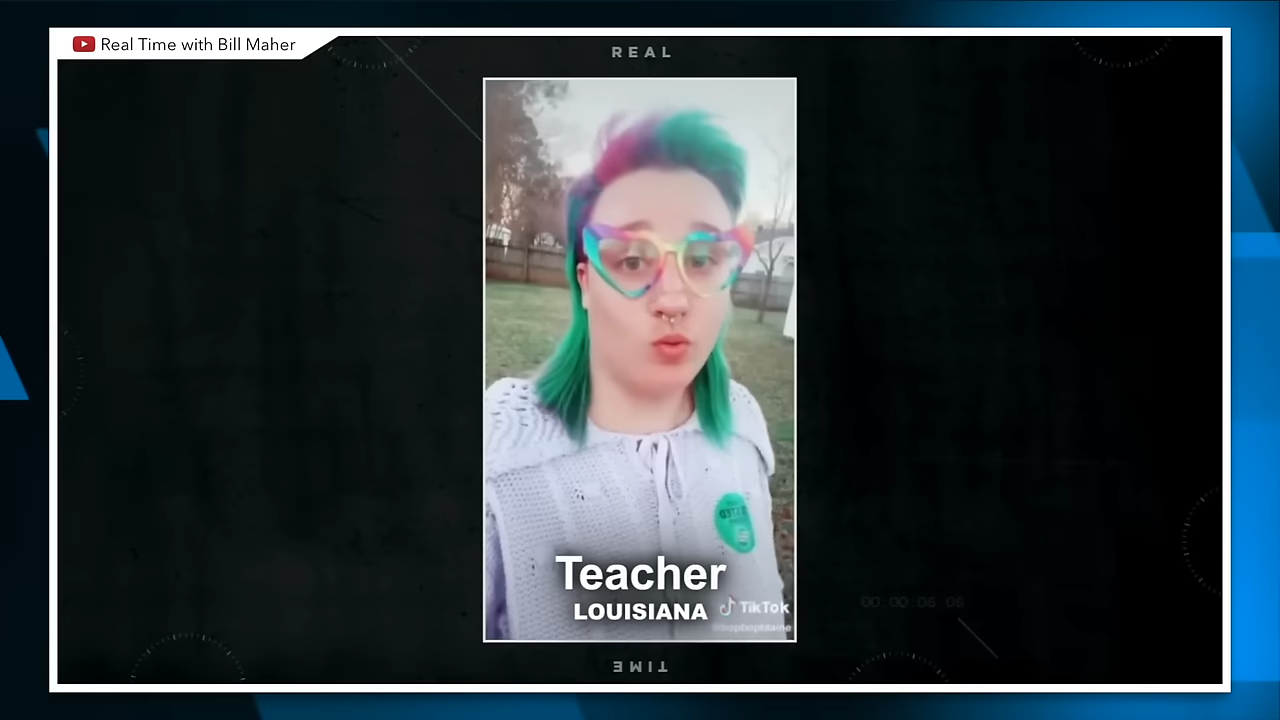 Real Time with Bill Maher
REAL
Teacher
LOUISIANA
TikTok
TIME